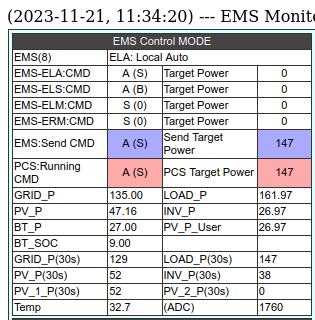 (2023-11-21, 11:34:20) --- EMS Monito
EMS Control MODE
EMS(8) ELA: Local Auto
EMS-ELA:CMD A (S) Target Power 0
EMS-ELS:CMD A (B) Target Power 0
EMS-ELM:CMD S (0) Target Power 0
EMS-ERM:CMD S (0) Target Power 0
EMS:Send CMD A (S) Send Target Power 147
PCS:Running CMD A (S) PCS Target Power 147
GRID_P 135.00 LOAD_P 161.97
PV_P 47.16 INV_P 26.97
BT_P 27.00 PV_P_User 26.97
BT_SOC 9.00
GRID_P(30s) 129 LOAD_P(30s) 147
PV_P(30s) 52 INV_P(30s) 38
PV_1_P(30s) 52 PV_2_P(30s) 0
Temp 32.7 (ADC) 1760